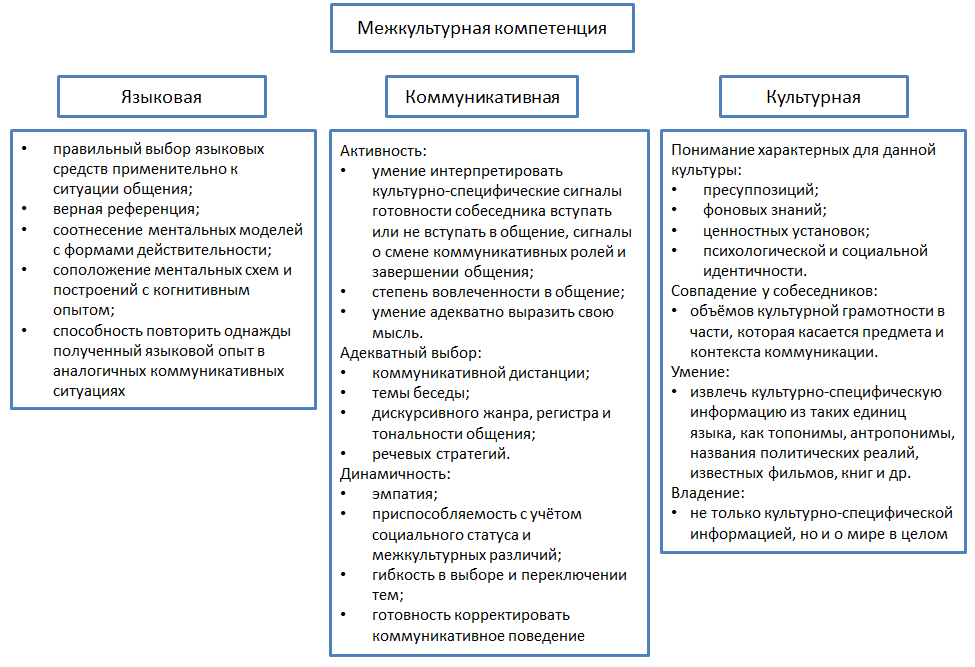 Межкультурная компетенция
Языковая
• правильный выбор языковых
средств применительно к
ситуации общения;
• верная референция;
• соотнесение ментальных моделей
с формами действительности;
• соположение ментальных схем и
построений с когнитивным
опытом;
• способность повторить однажды
полученный языковой опыт в
аналогичных коммуникативных
ситуациях
Коммуникативная
Активность:
• умение интерпретировать
культурно-специфические сигналы
готовности собеседника вступать
или не вступать в общение, сигналы
о смене коммуникативных ролей и
завершении общения;
• степень вовлеченности в общение;
• умение адекватно выразить свою
мысль.
Адекватный выбор:
• коммуникативной дистанции;
• темы беседы;
• дискурсивного жанра, регистра и
тональности общения;
• речевых стратегий.
Динамичность:
• эмпатия;
• приспособляемость с учётом
социального статуса и
межкультурных различий;
• гибкость в выборе и переключении
тем;
• готовность корректировать
коммуникативное поведение
Культурная
Понимание характерных для данной
культуры:
• пресуппозиций;
• фоновых знаний;
• ценностных установок;
• психологической и социальной
идентичности.
Совпадение у собеседников:
• объёмов культурной грамотности в
части, которая касается предмета и
контекста коммуникации.
Умение:
• извлечь культурно-специфическую
информацию из таких единиц
языка, как топонимы, антропонимы,
названия политических реалий,
известных фильмов, книг и др.
Владение:
• не только культурно-специфической
информацией, но и о мире в целом